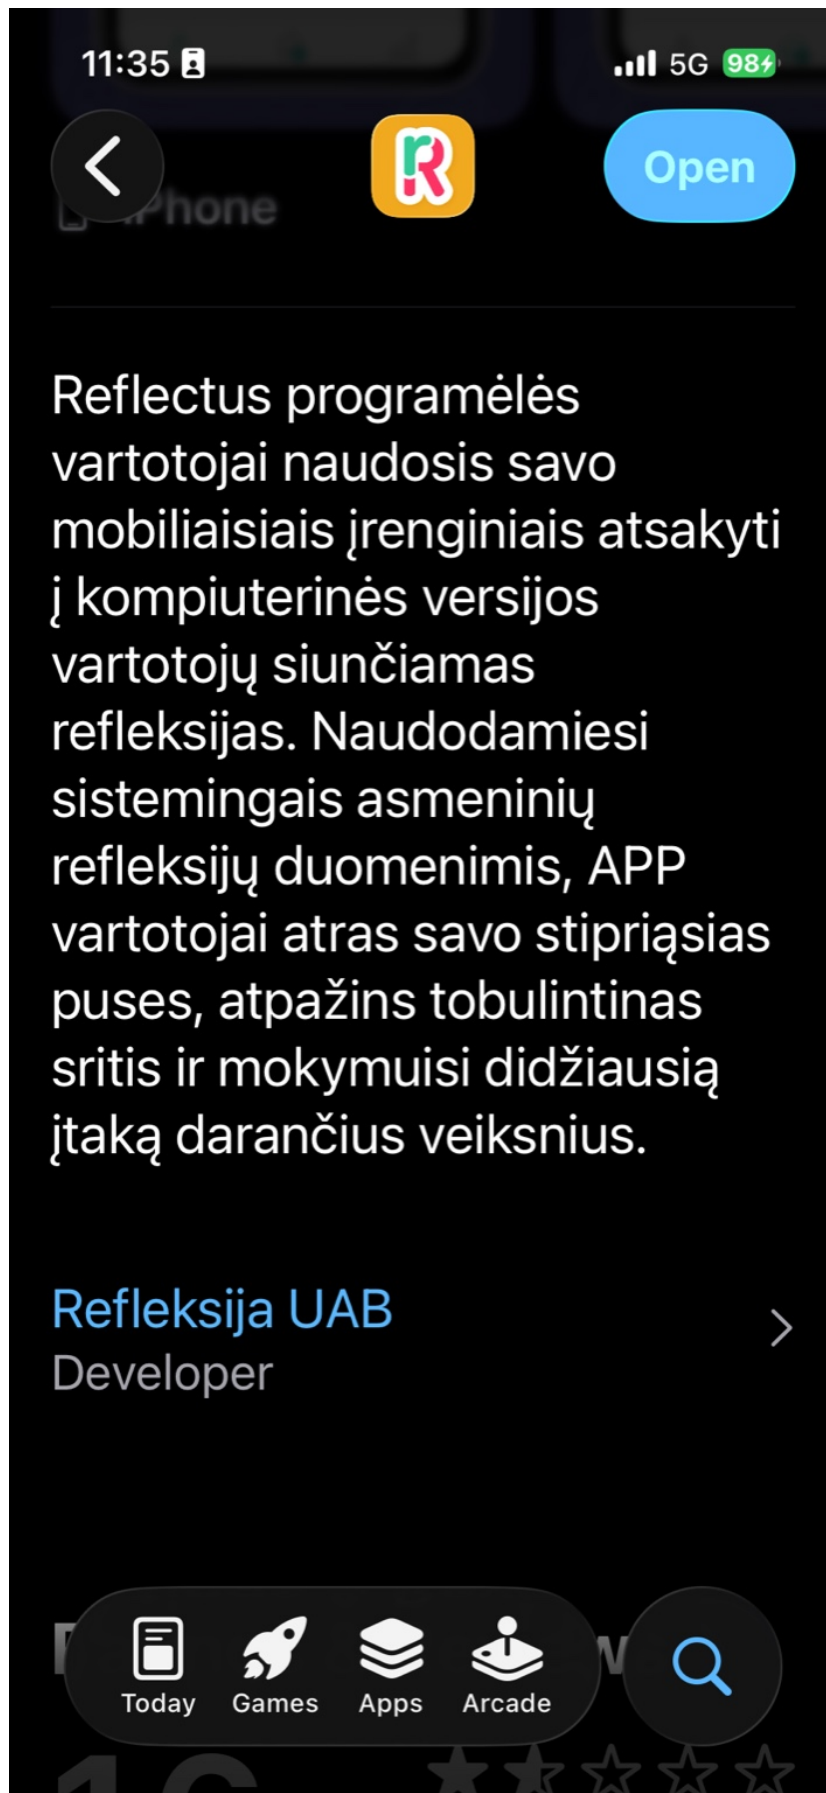 11:35
5G 98
Open
iPhone
Reflectus programėlės
vartotojai naudosis savo
mobiliaisiais įrenginiais atsakyti
į kompiuterinės versijos
vartotojų siunčiamas
refleksijas. Naudodamiesi
sistemingais asmeninių
refleksijų duomenimis, APP
vartotojai atras savo stipriąsias
puses, atpažins tobulintinas
sritis ir mokymuisi didžiausią
įtaką darančius veiksnius.
Refleksija UAB
Developer
Today Games Apps Arcade